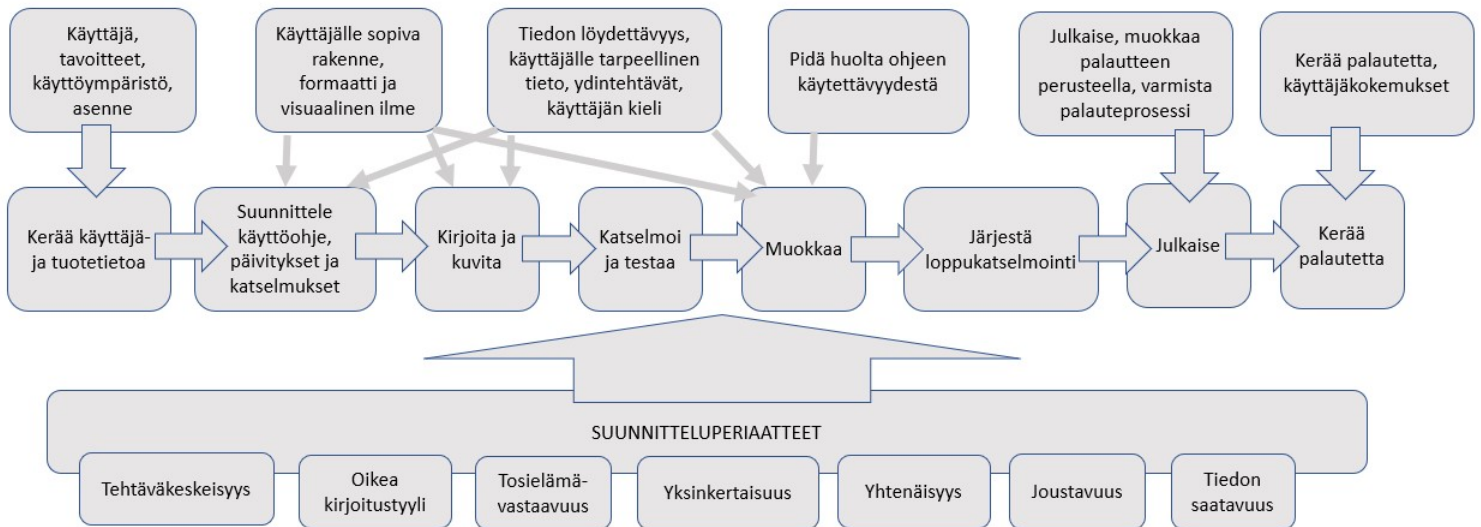 Käyttäjä,
tavoitteet,
käyttöympäristö,
asenne
Käyttäjälle sopiva
rakenne,
formaatti ja
visuaalinen ilme
Tiedon löydettävyys,
käyttäjälle tarpeellinen
tieto, ydintehtävät,
käyttäjän kieli
Pidä huolta ohjeen
käytettävyydestä
Julkaise, muokkaa
palautteen
perusteella, varmista
palauteprosessi
Kerää palautetta,
käyttäjäkokemukset
Kerää käyttäjä-
ja tuotetietoa
Suunnittele
käyttöohje,
päivitykset ja
katselmukset
Kirjoita ja
kuvita
Katselmoi
ja testaa
Muokkaa
Järjestä
loppukatselmointi
Julkaise
Kerää
palautetta
SUUNNITTELUPERIAATTEET
Tehtäväkeskeisyys
Oikea
kirjoitustyyli
Tosielämä-
vastaavuus
Yksinkertaisuus
Yhtenäisyys
Joustavuus
Tiedon
saatavuus